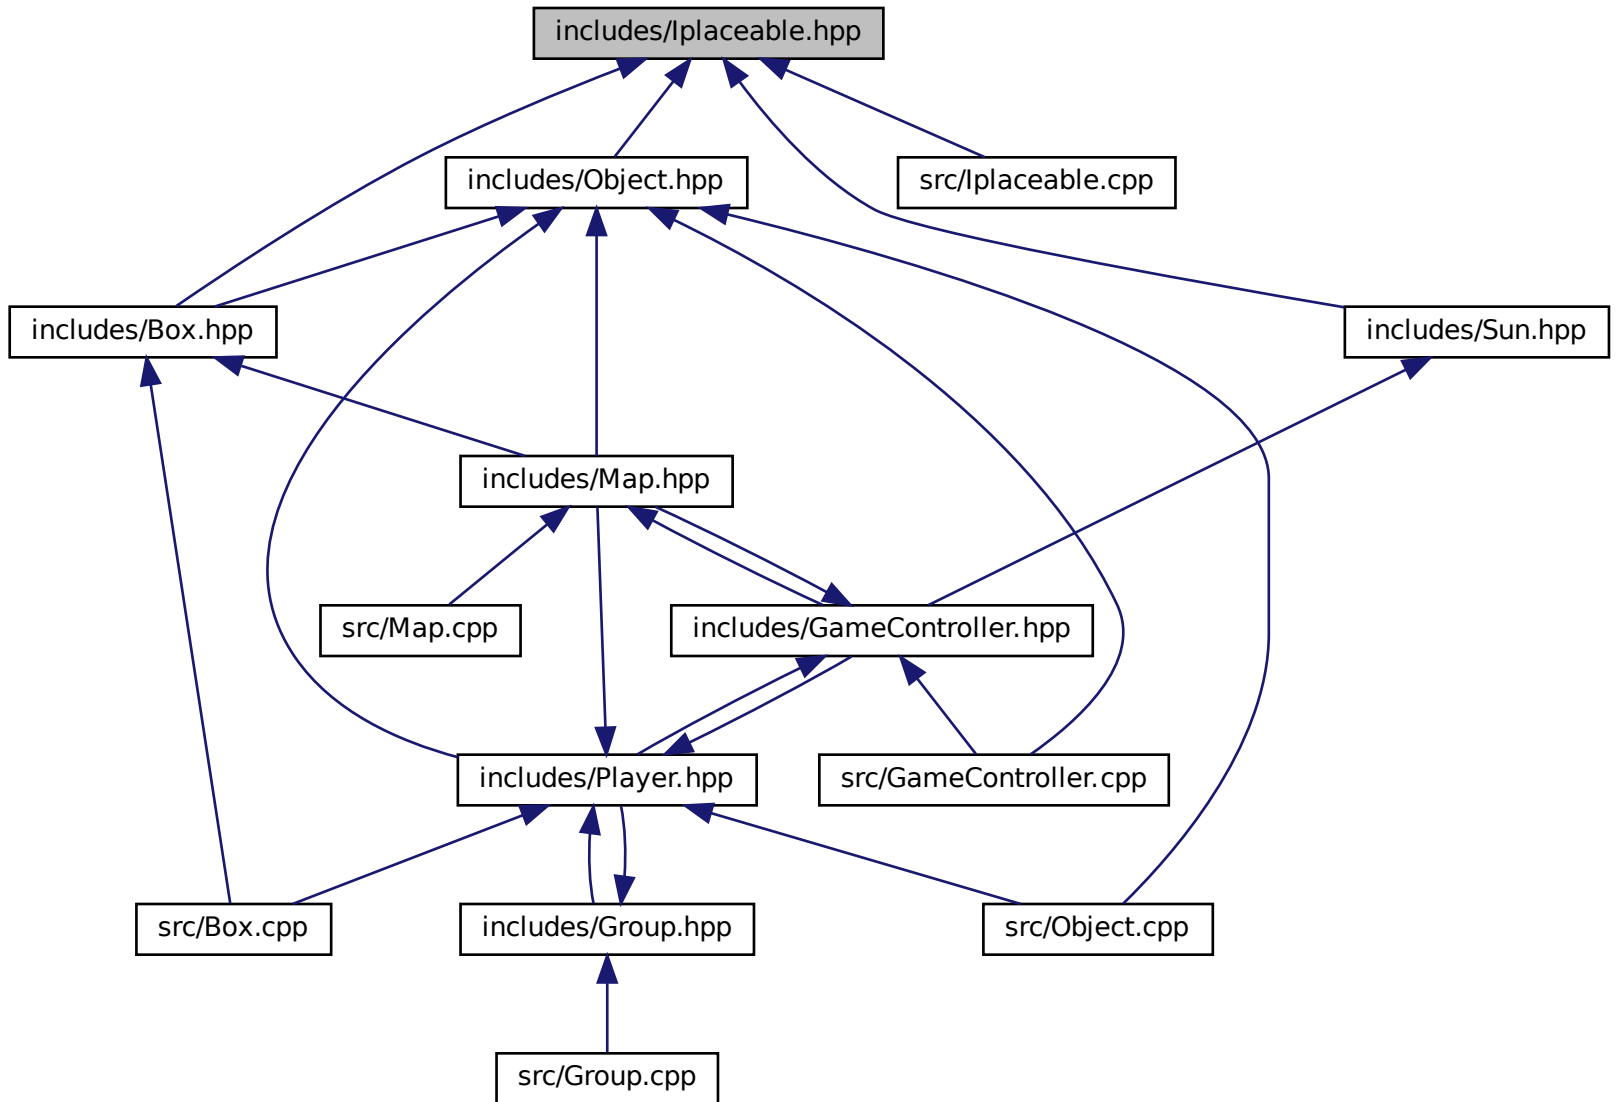 includes/Iplaceable.hpp
includes/Object.hpp
src/Iplaceable.cpp
includes/Box.hpp
includes/Sun.hpp
includes/Map.hpp
src/Map.cpp
includes/GameController.hpp
includes/Player.hpp
src/GameController.cpp
src/Box.cpp
includes/Group.hpp
src/Object.cpp
src/Group.cpp